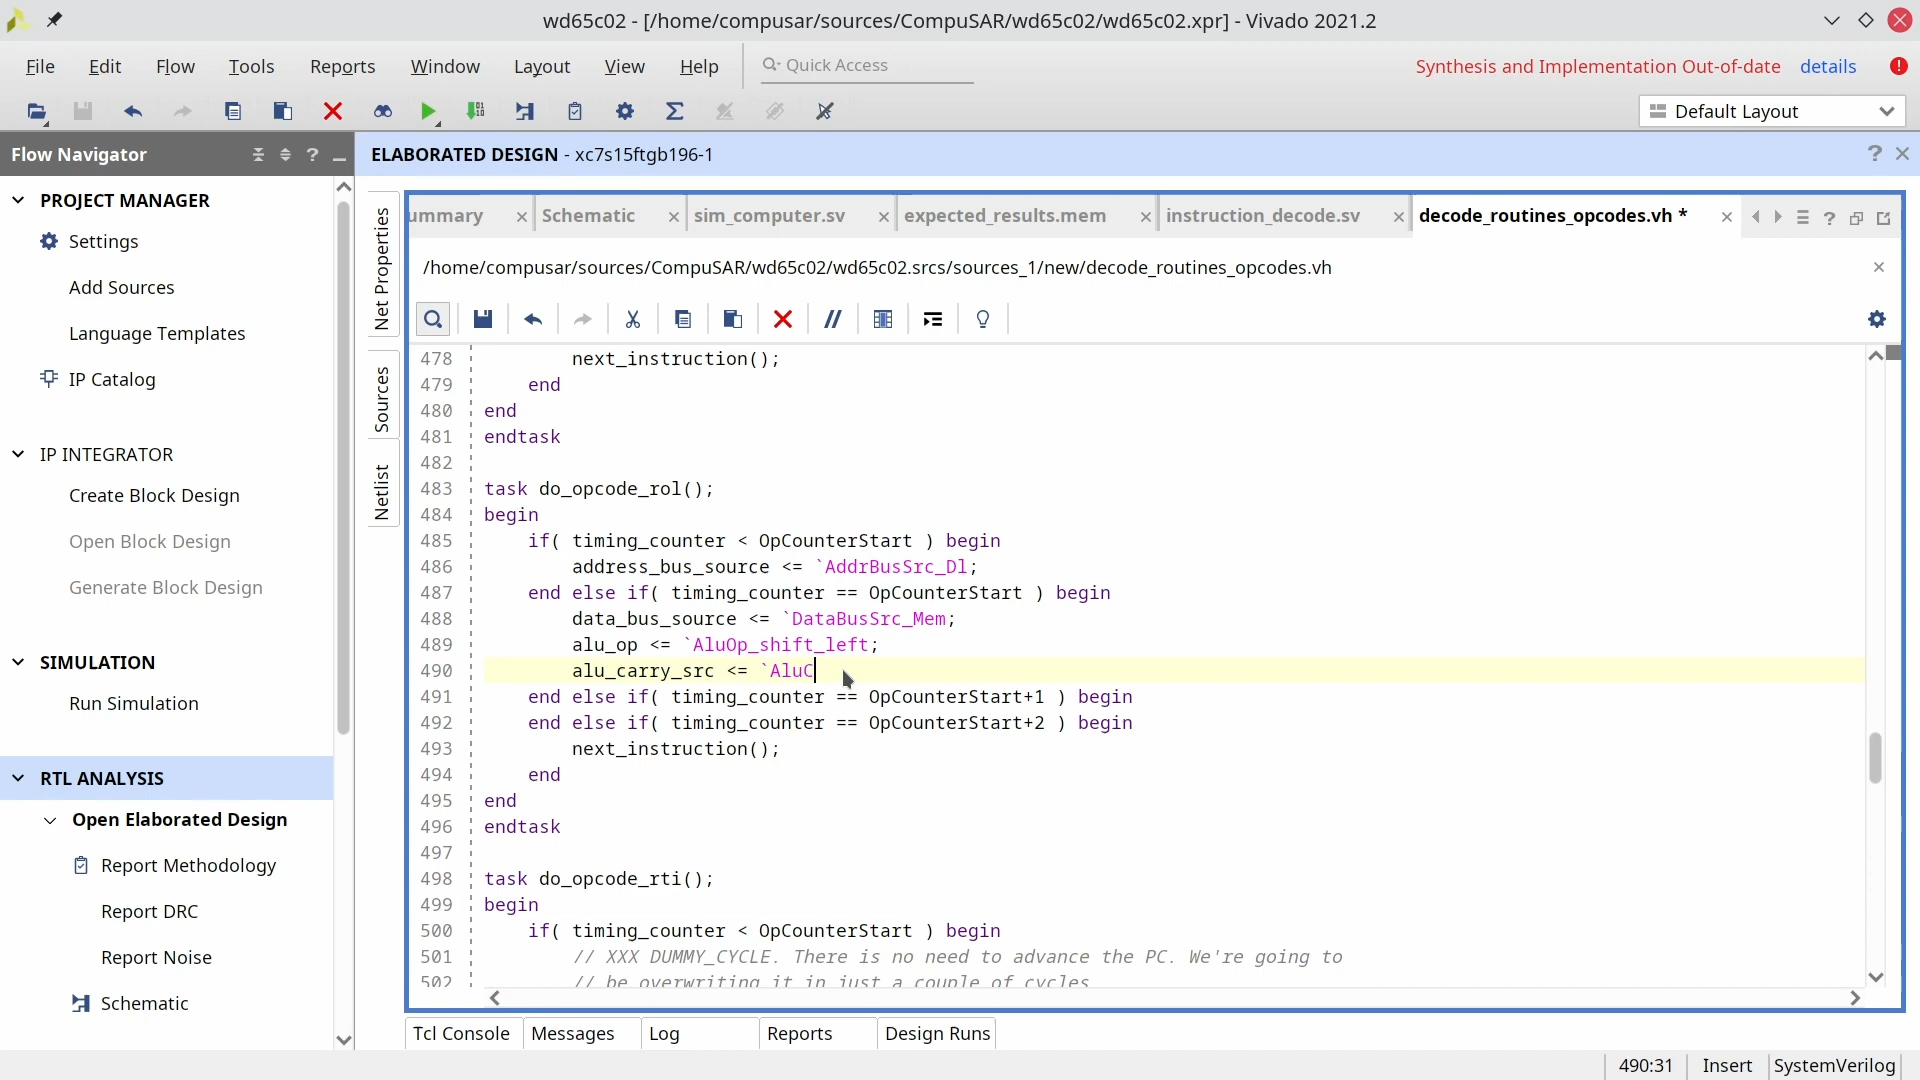 wd65c02 - [/home/compusar/sources/CompuSAR/wd65c02/wd65c02.xpr] - Vivado 2021.2
File Edit Flow Tools Reports Window Layout View Help
Quick Access
Synthesis and Implementation Out-of-date details
Default Layout
Flow Navigator
ELABORATED DESIGN - xc7s15ftgb196-1
PROJECT MANAGER
Settings
Add Sources
Language Templates
IP Catalog
IP INTEGRATOR
Create Block Design
Open Block Design
Generate Block Design
SIMULATION
Run Simulation
RTL ANALYSIS
Open Elaborated Design
Report Methodology
Report DRC
Report Noise
Schematic
Net Properties
Sources
Netlist
ummary Schematic sim_computer.sv expected_results.mem instruction_decode.sv decode_routines_opcodes.vh *
/home/compusar/sources/CompuSAR/wd65c02/wd65c02.srcs/sources_1/new/decode_routines_opcodes.vh
478 next_instruction();
479 end
480 end
481 endtask
482
483 task do_opcode_rol();
484 begin
485 if( timing_counter < OpCounterStart ) begin
486 address_bus_source <= `AddrBusSrc_Dl;
487 end else if( timing_counter == OpCounterStart ) begin
488 data_bus_source <= `DataBusSrc_Mem;
489 alu_op <= `AluOp_shift_left;
490 alu_carry_src <= `AluC
491 end else if( timing_counter == OpCounterStart+1 ) begin
492 end else if( timing_counter == OpCounterStart+2 ) begin
493 next_instruction();
494 end
495 end
496 endtask
497
498 task do_opcode_rti();
499 begin
500 if( timing_counter < OpCounterStart ) begin
501 // XXX DUMMY_CYCLE. There is no need to advance the PC. We're going to
502 // be overwriting it in just a couple of cycles
Tcl Console Messages Log Reports Design Runs
490:31 Insert SystemVerilog